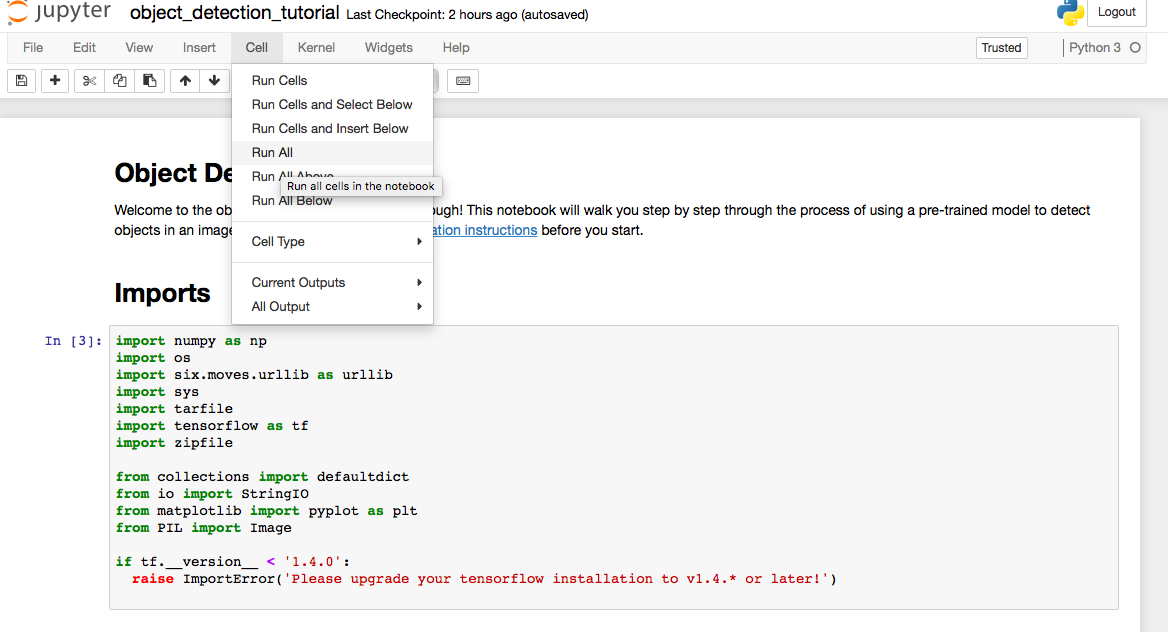 jupyter object_detection_tutorial Last Checkpoint: 2 hours ago (autosaved) Logout
File Edit View Insert Cell Kernel Widgets Help Trusted Python 3
Run Cells
Run Cells and Select Below
Run Cells and Insert Below
Run All
Run All Above
Run all cells in the notebook
Run All Below
Cell Type
Current Outputs
All Output
Object De
Welcome to the ob ough! This notebook will walk you step by step through the process of using a pre-trained model to detect
objects in an image ation instructions before you start.
Imports
In [3]: import numpy as np
import os
import six.moves.urllib as urllib
import sys
import tarfile
import tensorflow as tf
import zipfile
from collections import defaultdict
from io import StringIO
from matplotlib import pyplot as plt
from PIL import Image
if tf.__version__ < '1.4.0':
raise ImportError('Please upgrade your tensorflow installation to v1.4.* or later!')